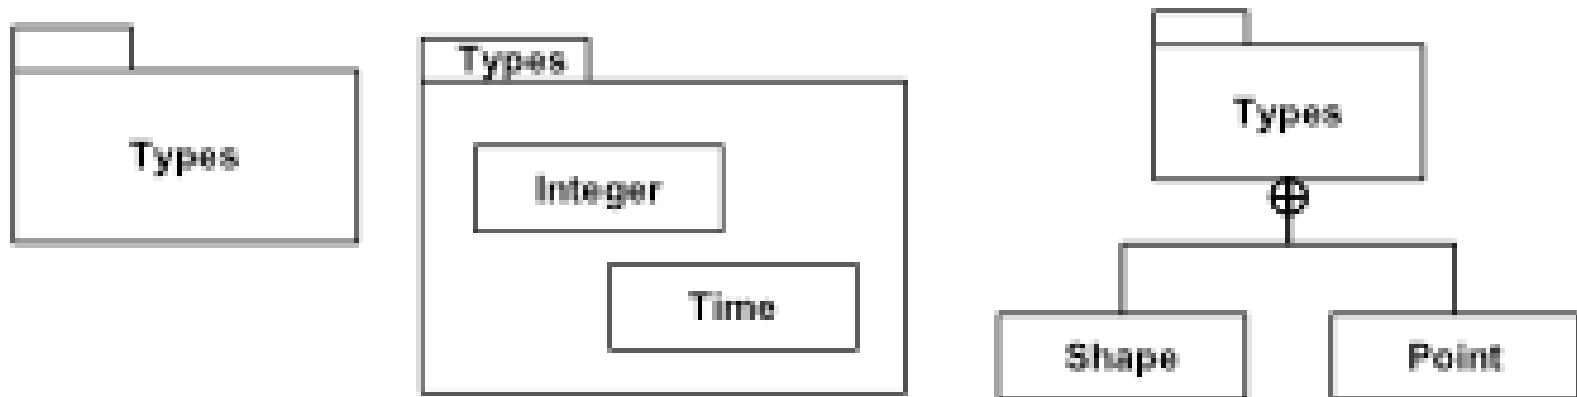 Types
Types
Integer
Time
Types
Shape
Point